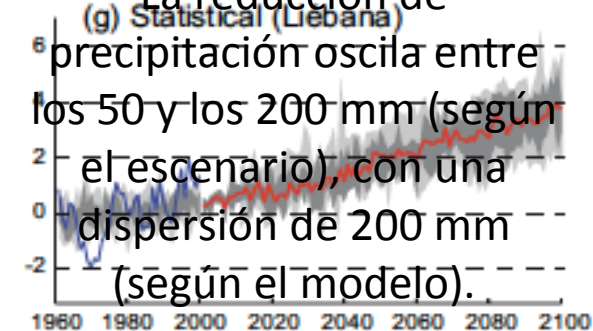 (g) Statistical (Liébana)
La reducción de
precipitación oscila entre
los 50 y los 200 mm (según
el escenario), con una
dispersión de 200 mm
(según el modelo).
6
4
2
0
-2
1960 1980 2000 2020 2040 2060 2080 2100